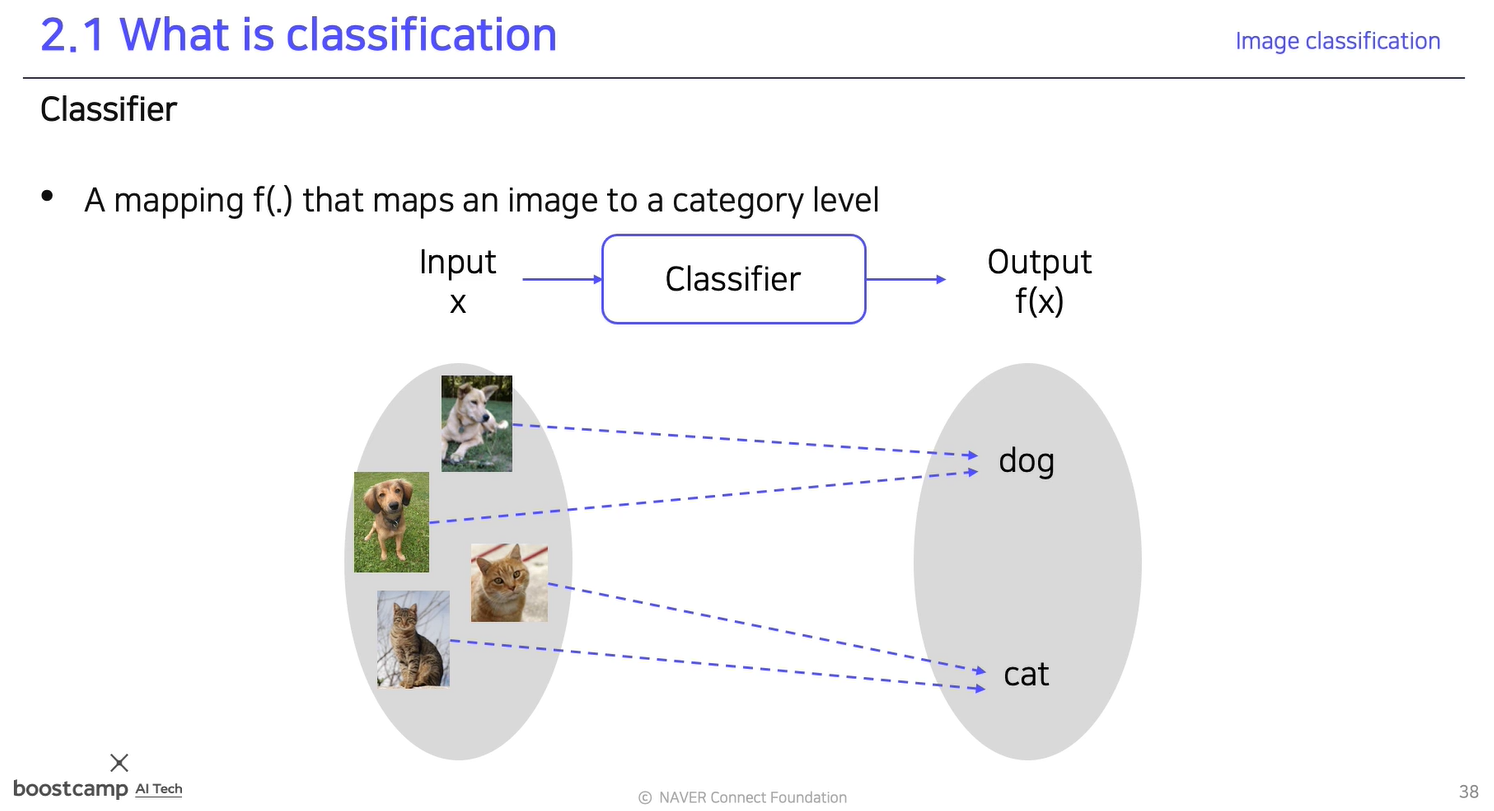 2.1 What is classification
Image classification
Classifier
• A mapping f(.) that maps an image to a category level
Input
x
Classifier
Output
f(x)
dog
cat
boostcamp AI Tech
© NAVER Connect Foundation
38